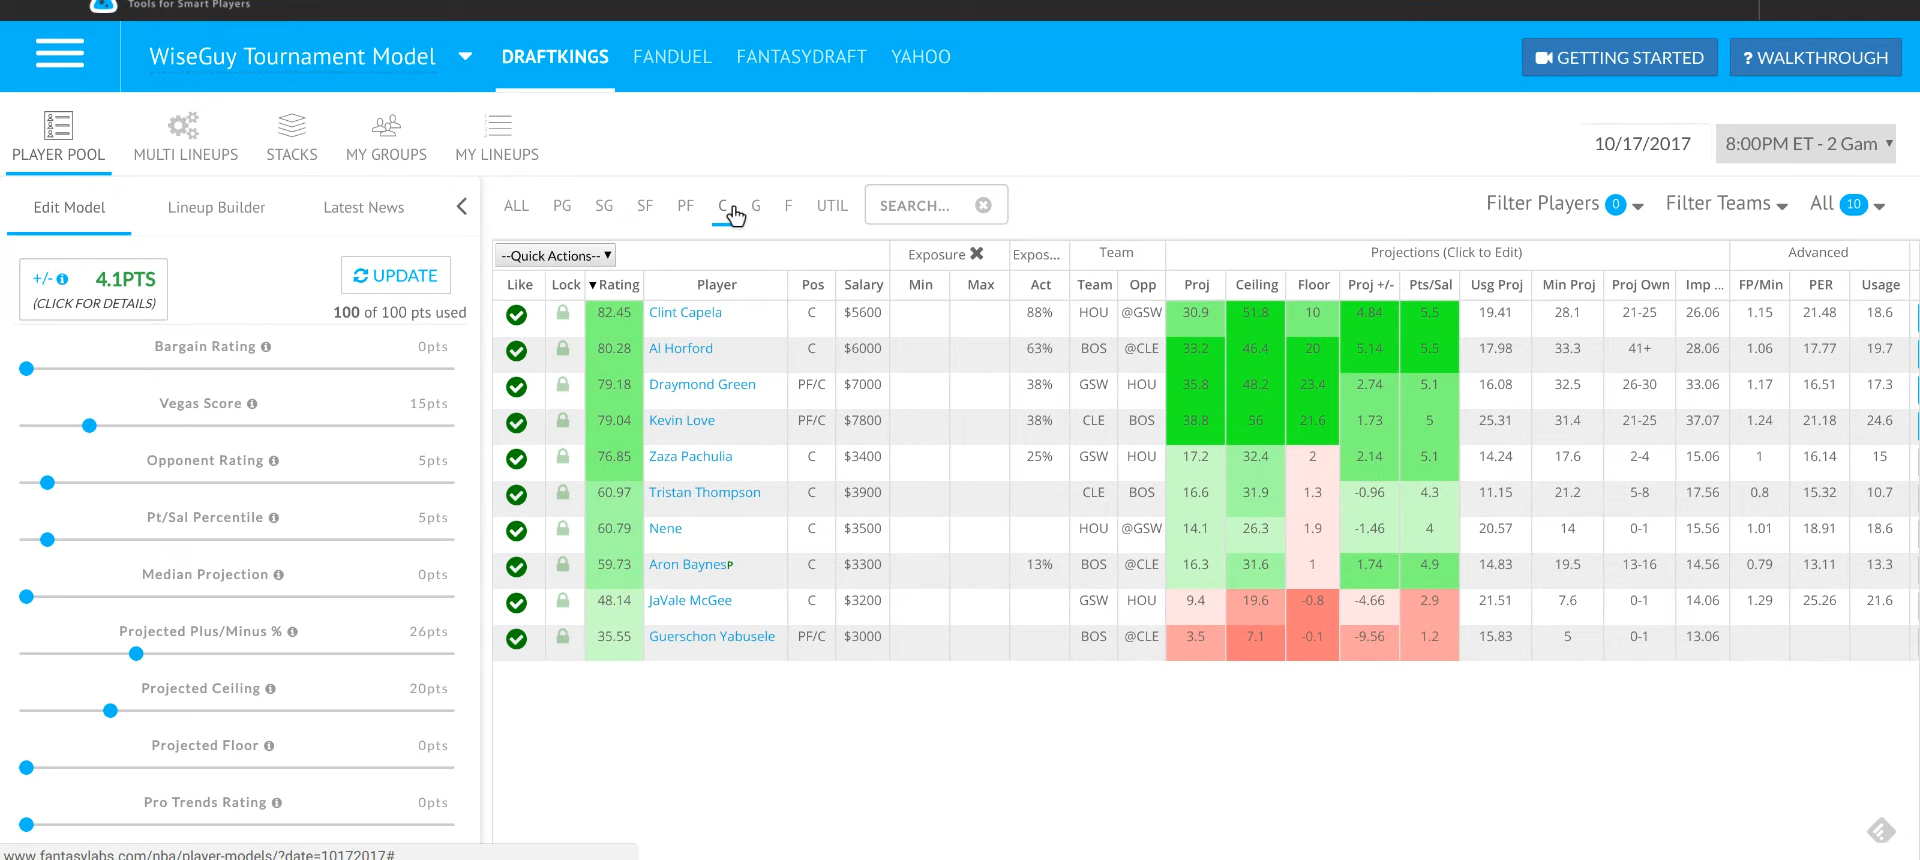 Tools for Smart Players
WiseGuy Tournament Model DRAFTKINGS FANDUEL FANTASYDRAFT YAHOO GETTING STARTED ? WALKTHROUGH
PLAYER POOL MULTI LINEUPS STACKS MY GROUPS MY LINEUPS 10/17/2017 8:00PM ET - 2 Gam
Edit Model Lineup Builder Latest News
ALL PG SG SF PF C G F UTIL SEARCH... Filter Players 0 Filter Teams All 10
+/- 4.1PTS
(CLICK FOR DETAILS)
UPDATE
100 of 100 pts used
Bargain Rating 0pts
Vegas Score 15pts
Opponent Rating 5pts
Pt/Sal Percentile 5pts
Median Projection 0pts
Projected Plus/Minus % 26pts
Projected Ceiling 20pts
Projected Floor 0pts
Pro Trends Rating 0pts
--Quick Actions-- Exposure Expos... Team Projections (Click to Edit) Advanced
Like Lock Rating Player Pos Salary Min Max Act Team Opp Proj Ceiling Floor Proj +/- Pts/Sal Usg Proj Min Proj Proj Own Imp ... FP/Min PER Usage
82.45 Clint Capela C $5600 88% HOU @GSW 30.9 51.8 10 4.84 5.5 19.41 28.1 21-25 26.06 1.15 21.48 18.6
80.28 Al Horford C $6000 63% BOS @CLE 33.2 46.4 20 5.14 5.5 17.98 33.3 41+ 28.06 1.06 17.77 19.7
79.18 Draymond Green PF/C $7000 38% GSW HOU 35.8 48.2 23.4 2.74 5.1 16.08 32.5 26-30 33.06 1.17 16.51 17.3
79.04 Kevin Love PF/C $7800 38% CLE BOS 38.8 56 21.6 1.73 5 25.31 31.4 21-25 37.07 1.24 21.18 24.6
76.85 Zaza Pachulia C $3400 25% GSW HOU 17.2 32.4 2 2.14 5.1 14.24 17.6 2-4 15.06 1 16.14 15
60.97 Tristan Thompson C $3900 CLE BOS 16.6 31.9 1.3 -0.96 4.3 11.15 21.2 5-8 17.56 0.8 15.32 10.7
60.79 Nene C $3500 HOU @GSW 14.1 26.3 1.9 -1.46 4 20.57 14 0-1 15.56 1.01 18.91 18.6
59.73 Aron BaynesP C $3300 13% BOS @CLE 16.3 31.6 1 1.74 4.9 14.83 19.5 13-16 14.56 0.79 13.11 13.3
48.14 JaVale McGee C $3200 GSW HOU 9.4 19.6 -0.8 -4.66 2.9 21.51 7.6 0-1 14.06 1.29 25.26 21.6
35.55 Guerschon Yabusele PF/C $3000 BOS @CLE 3.5 7.1 -0.1 -9.56 1.2 15.83 5 0-1 13.06
www.fantasylabs.com/nba/player-models/?date=10172017#